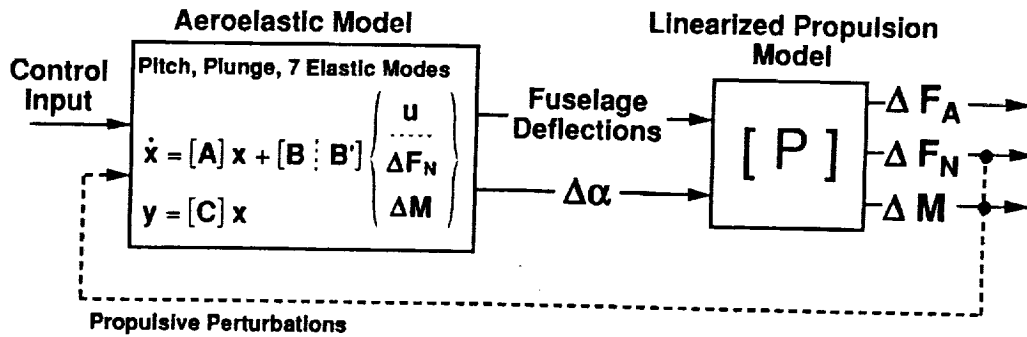 Aeroelastic Model
Linearized Propulsion
Model
Control
Input
Pitch, Plunge, 7 Elastic Modes
ẋ = [A] x + [B ⋮ B'] { u ..... ΔF_N ΔM }
y = [C] x
Fuselage
Deflections
Δα
[ P ]
Δ F_A
Δ F_N
Δ M
Propulsive Perturbations